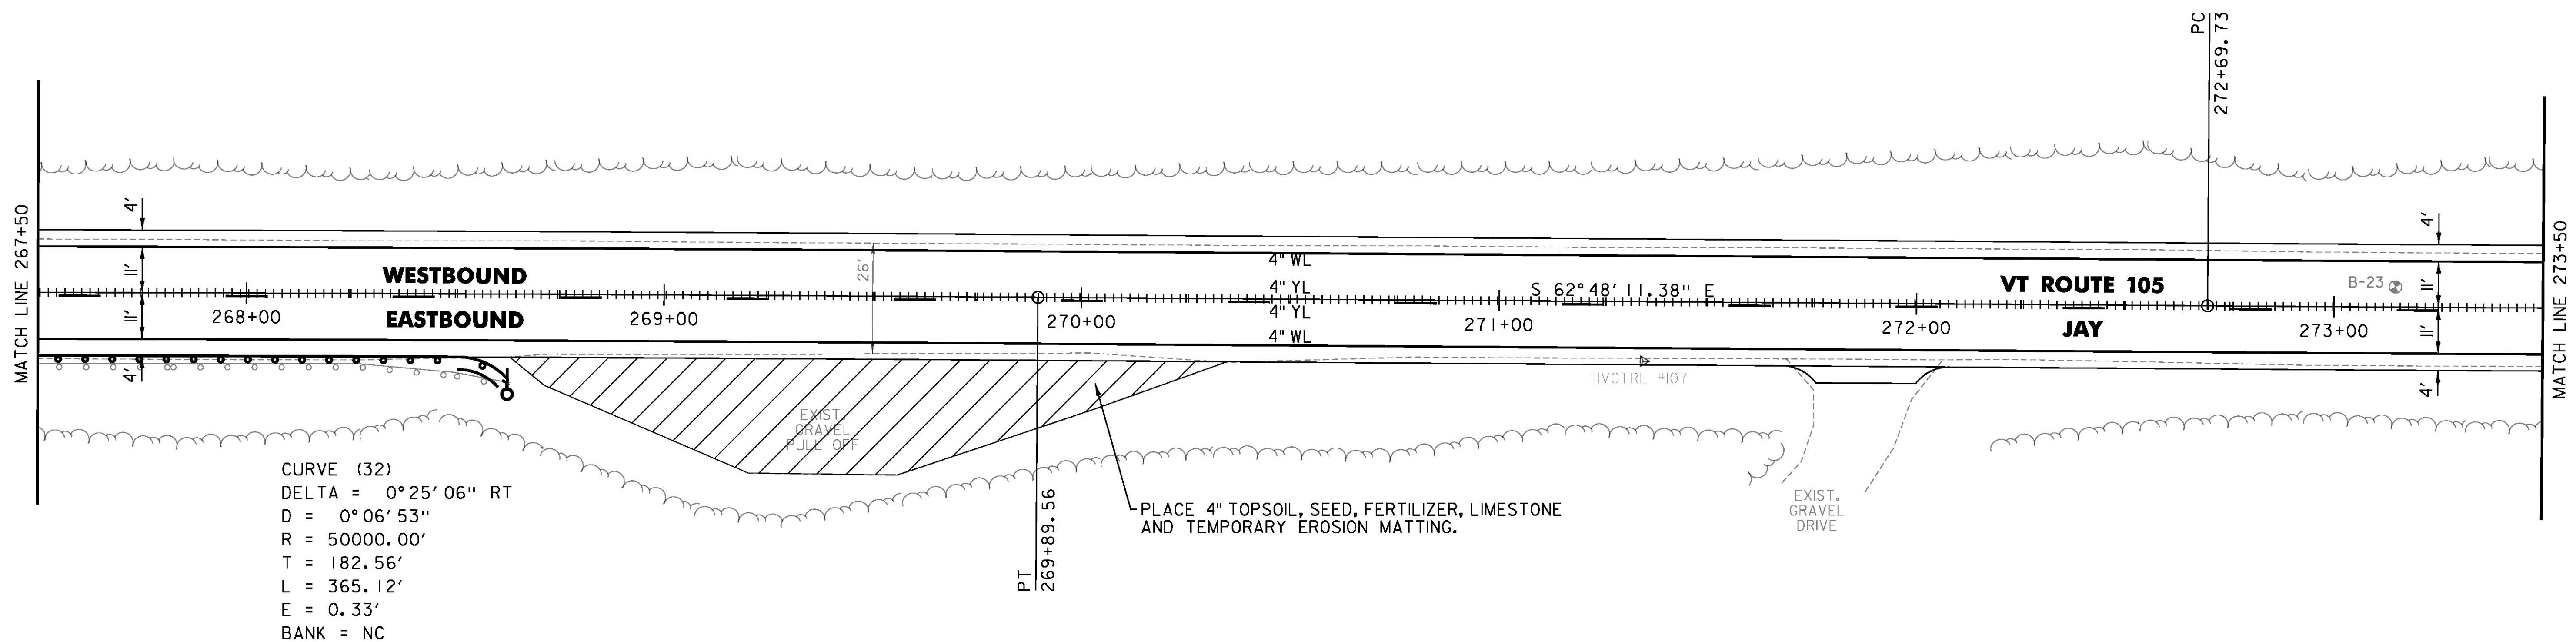 PC
272+69.73
MATCH LINE 267+50
4'
11'
11'
4'
WESTBOUND
EASTBOUND
268+00
269+00
26'
270+00
4" WL
4" YL
4" YL
4" WL
271+00
S 62°48'11.38" E
272+00
VT ROUTE 105
JAY
B-23
273+00
4'
11'
11'
4'
MATCH LINE 273+50
HVCTRL #107
EXIST.
GRAVEL
PULL OFF
EXIST.
GRAVEL
DRIVE
PT
269+89.56
PLACE 4" TOPSOIL, SEED, FERTILIZER, LIMESTONE
AND TEMPORARY EROSION MATTING.
CURVE (32)
DELTA = 0°25'06" RT
D = 0°06'53"
R = 50000.00'
T = 182.56'
L = 365.12'
E = 0.33'
BANK = NC